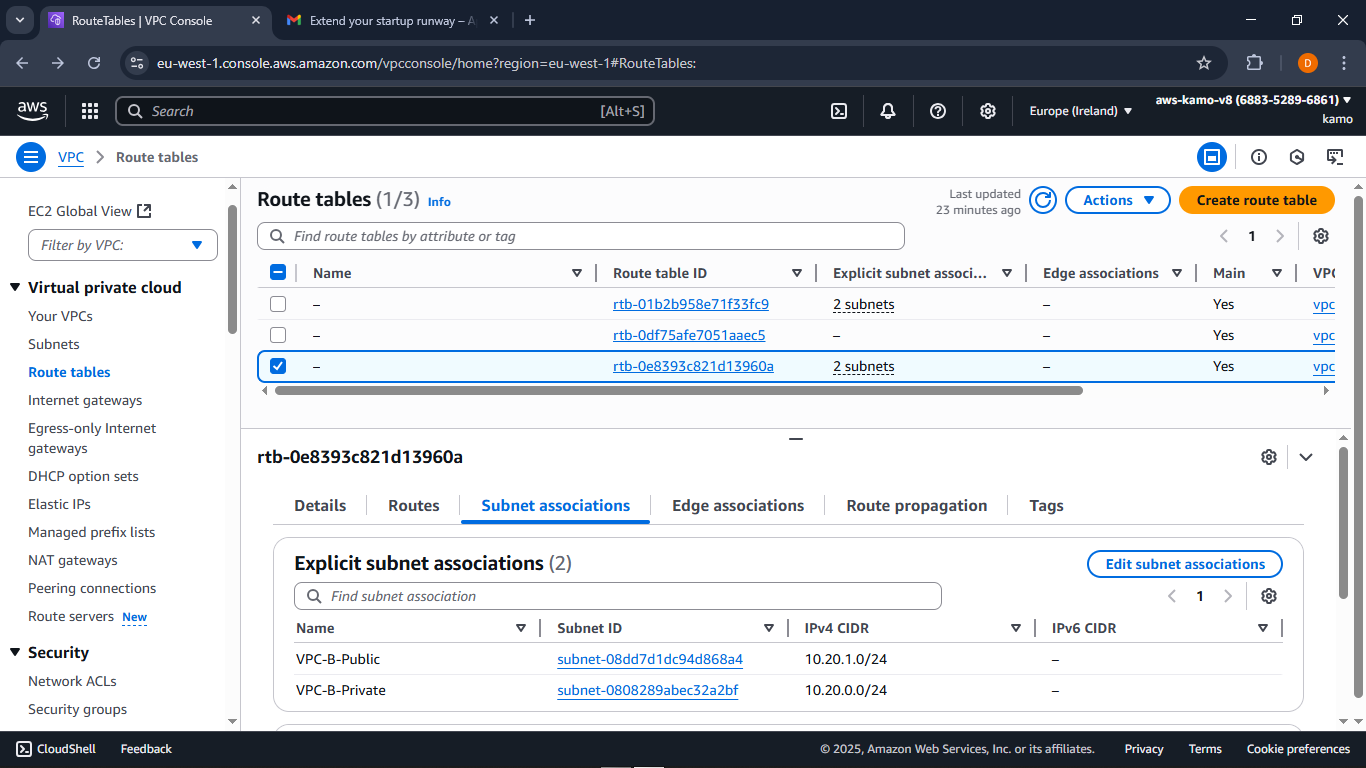 RouteTables | VPC Console
Extend your startup runway – A
eu-west-1.console.aws.amazon.com/vpcconsole/home?region=eu-west-1#RouteTables:
D
aws
Search
[Alt+S]
Europe (Ireland)
aws-kamo-v8 (6883-5289-6861)
kamo
VPC
Route tables
EC2 Global View
Filter by VPC:
Virtual private cloud
Your VPCs
Subnets
Route tables
Internet gateways
Egress-only Internet
gateways
DHCP option sets
Elastic IPs
Managed prefix lists
NAT gateways
Peering connections
Route servers New
Security
Network ACLs
Security groups
Route tables (1/3) Info
Last updated
23 minutes ago
Actions
Create route table
Find route tables by attribute or tag
1
Name Route table ID Explicit subnet associ... Edge associations Main VPC
– rtb-01b2b958e71f33fc9 2 subnets – Yes vpc
– rtb-0df75afe7051aaec5 – – Yes vpc
– rtb-0e8393c821d13960a 2 subnets – Yes vpc
rtb-0e8393c821d13960a
Details Routes Subnet associations Edge associations Route propagation Tags
Explicit subnet associations (2)
Edit subnet associations
Find subnet association
1
Name Subnet ID IPv4 CIDR IPv6 CIDR
VPC-B-Public subnet-08dd7d1dc94d868a4 10.20.1.0/24 –
VPC-B-Private subnet-0808289abec32a2bf 10.20.0.0/24 –
CloudShell Feedback © 2025, Amazon Web Services, Inc. or its affiliates. Privacy Terms Cookie preferences